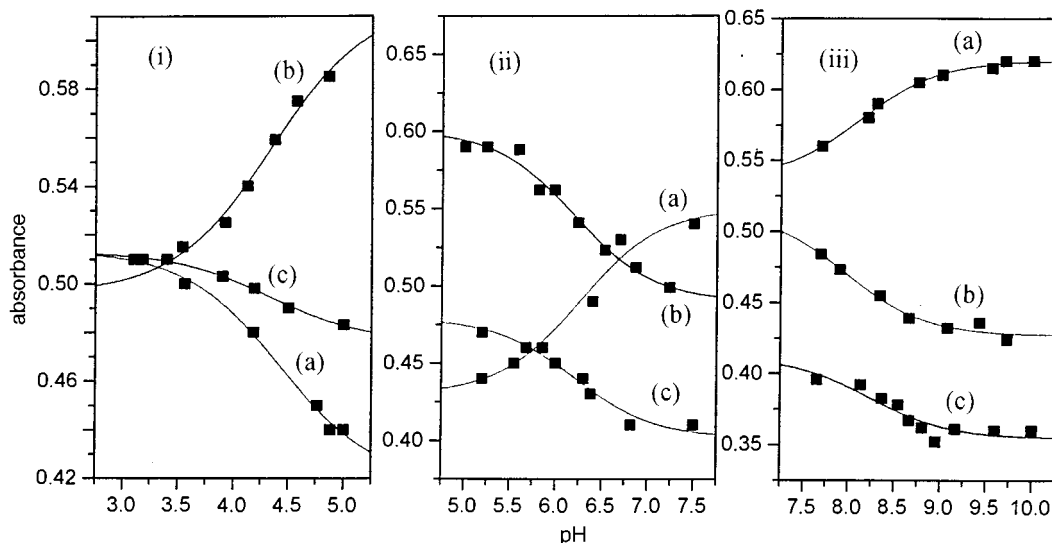 absorbance
(i)
(b)
(c)
(a)
0.58
0.54
0.50
0.46
0.42
3.0 3.5 4.0 4.5 5.0
(ii)
(a)
(b)
(c)
0.65
0.60
0.55
0.50
0.45
0.40
5.0 5.5 6.0 6.5 7.0 7.5
pH
(iii)
(a)
(b)
(c)
0.65
0.60
0.55
0.50
0.45
0.40
0.35
7.5 8.0 8.5 9.0 9.5 10.0